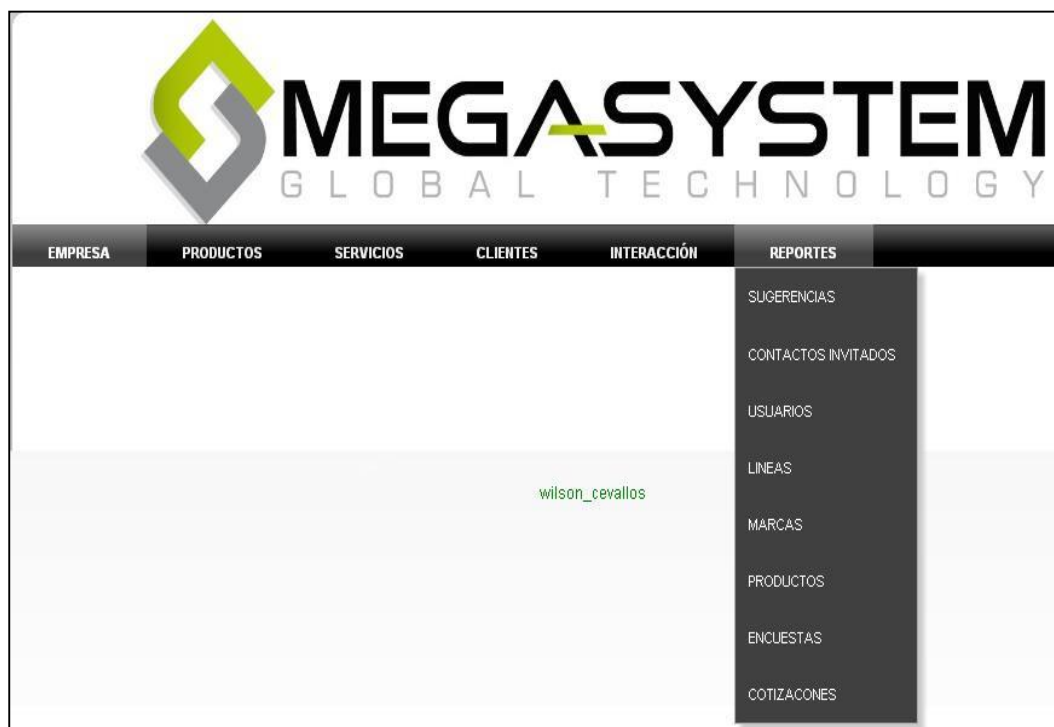 MEGASYSTEM
GLOBAL TECHNOLOGY
EMPRESA PRODUCTOS SERVICIOS CLIENTES INTERACCIÓN REPORTES
SUGERENCIAS
CONTACTOS INVITADOS
USUARIOS
LINEAS
wilson_cevallos
MARCAS
PRODUCTOS
ENCUESTAS
COTIZACONES